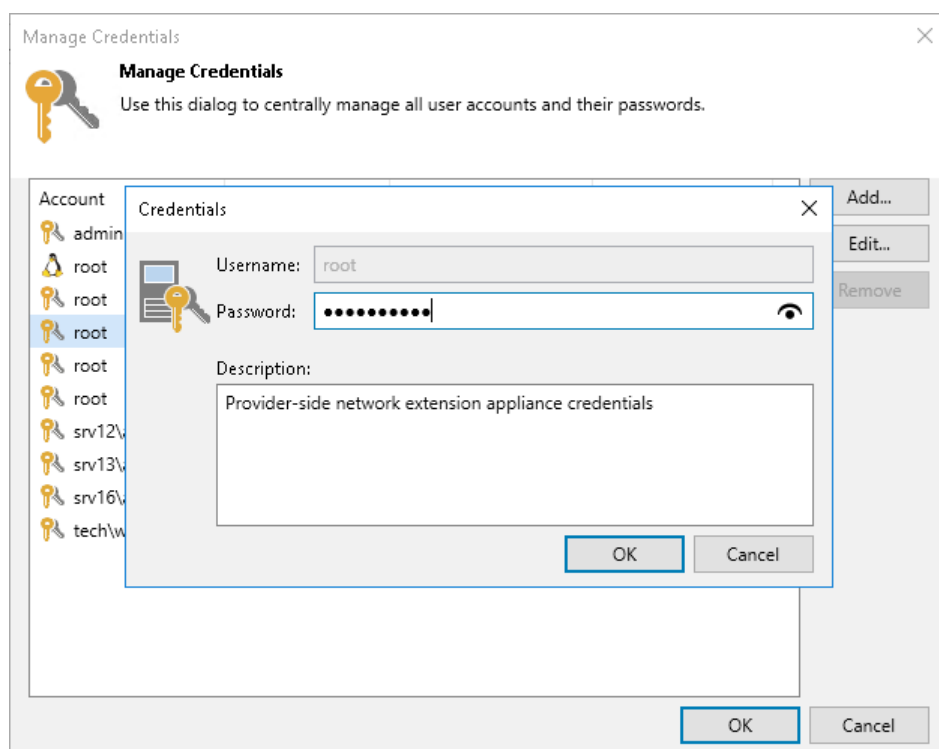 Manage Credentials
Manage Credentials
Use this dialog to centrally manage all user accounts and their passwords.
Account
Add...
admin
Edit...
root
root
Remove
root
root
root
srv12\
srv13\
srv16\
tech\w
Credentials
Username: root
Password: ●●●●●●●●●●
Description:
Provider-side network extension appliance credentials
OK Cancel
OK Cancel